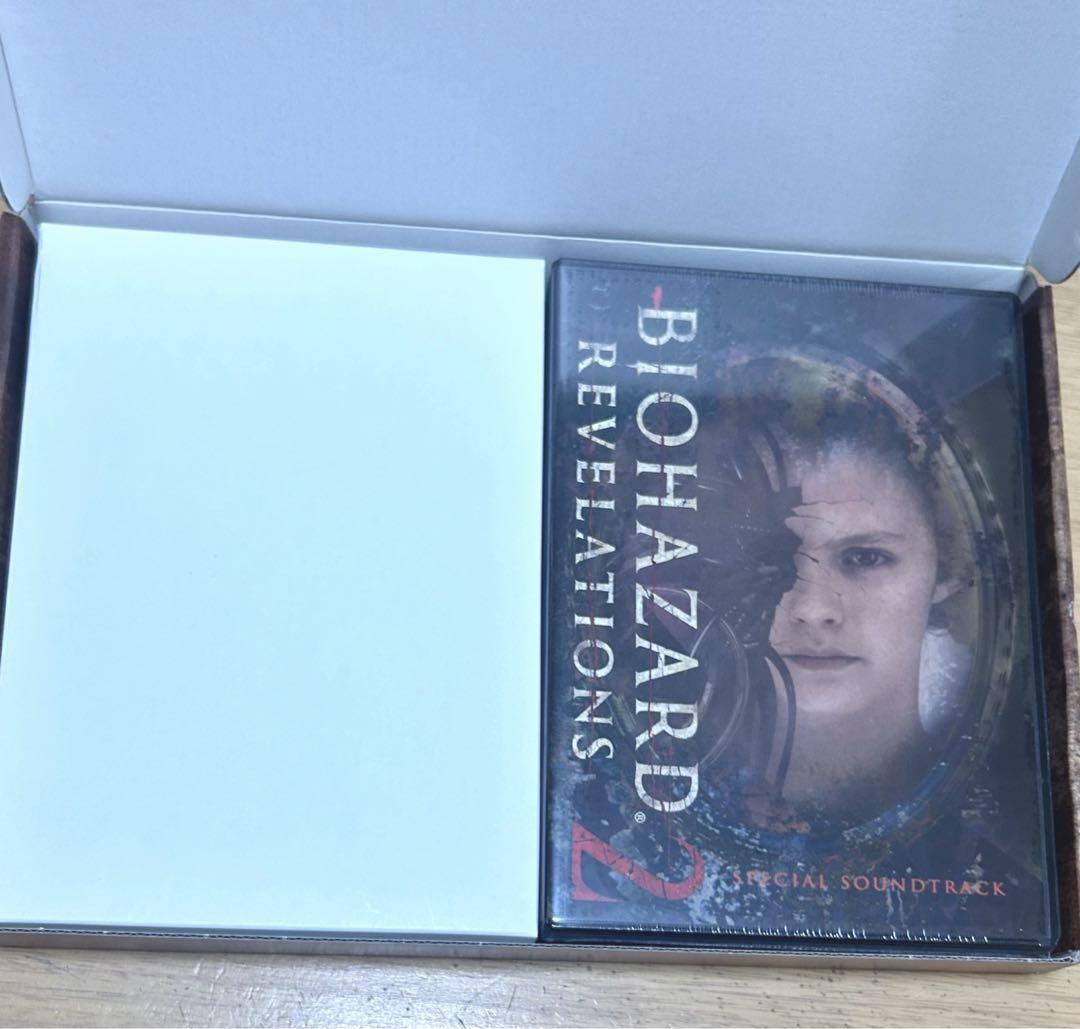 BIOHAZARD®
REVELATIONS
2
SPECIAL SOUNDTRACK